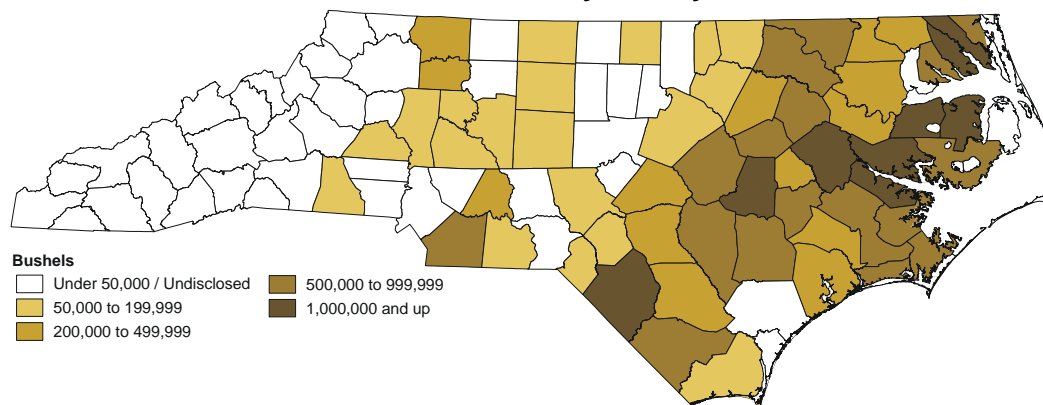 Bushels
Under 50,000 / Undisclosed
50,000 to 199,999
200,000 to 499,999
500,000 to 999,999
1,000,000 and up